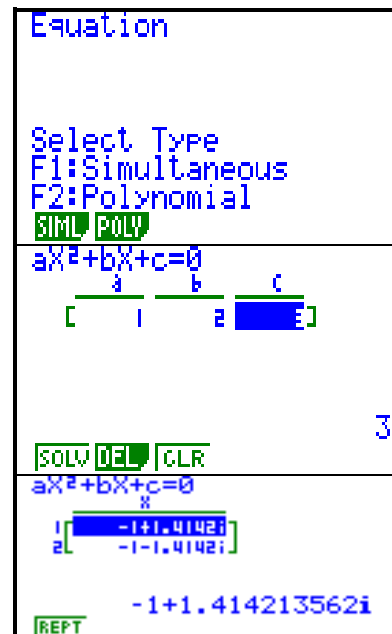 Equation
Select Type
F1:Simultaneous
F2:Polynomial
SIML POLY
aX²+bX+c=0
a b c
[ 1 2 3]
3
SOLV DEL CLR
aX²+bX+c=0
X
1[ -1+1.4142i]
2[ -1-1.4142i]
-1+1.414213562i
REPT